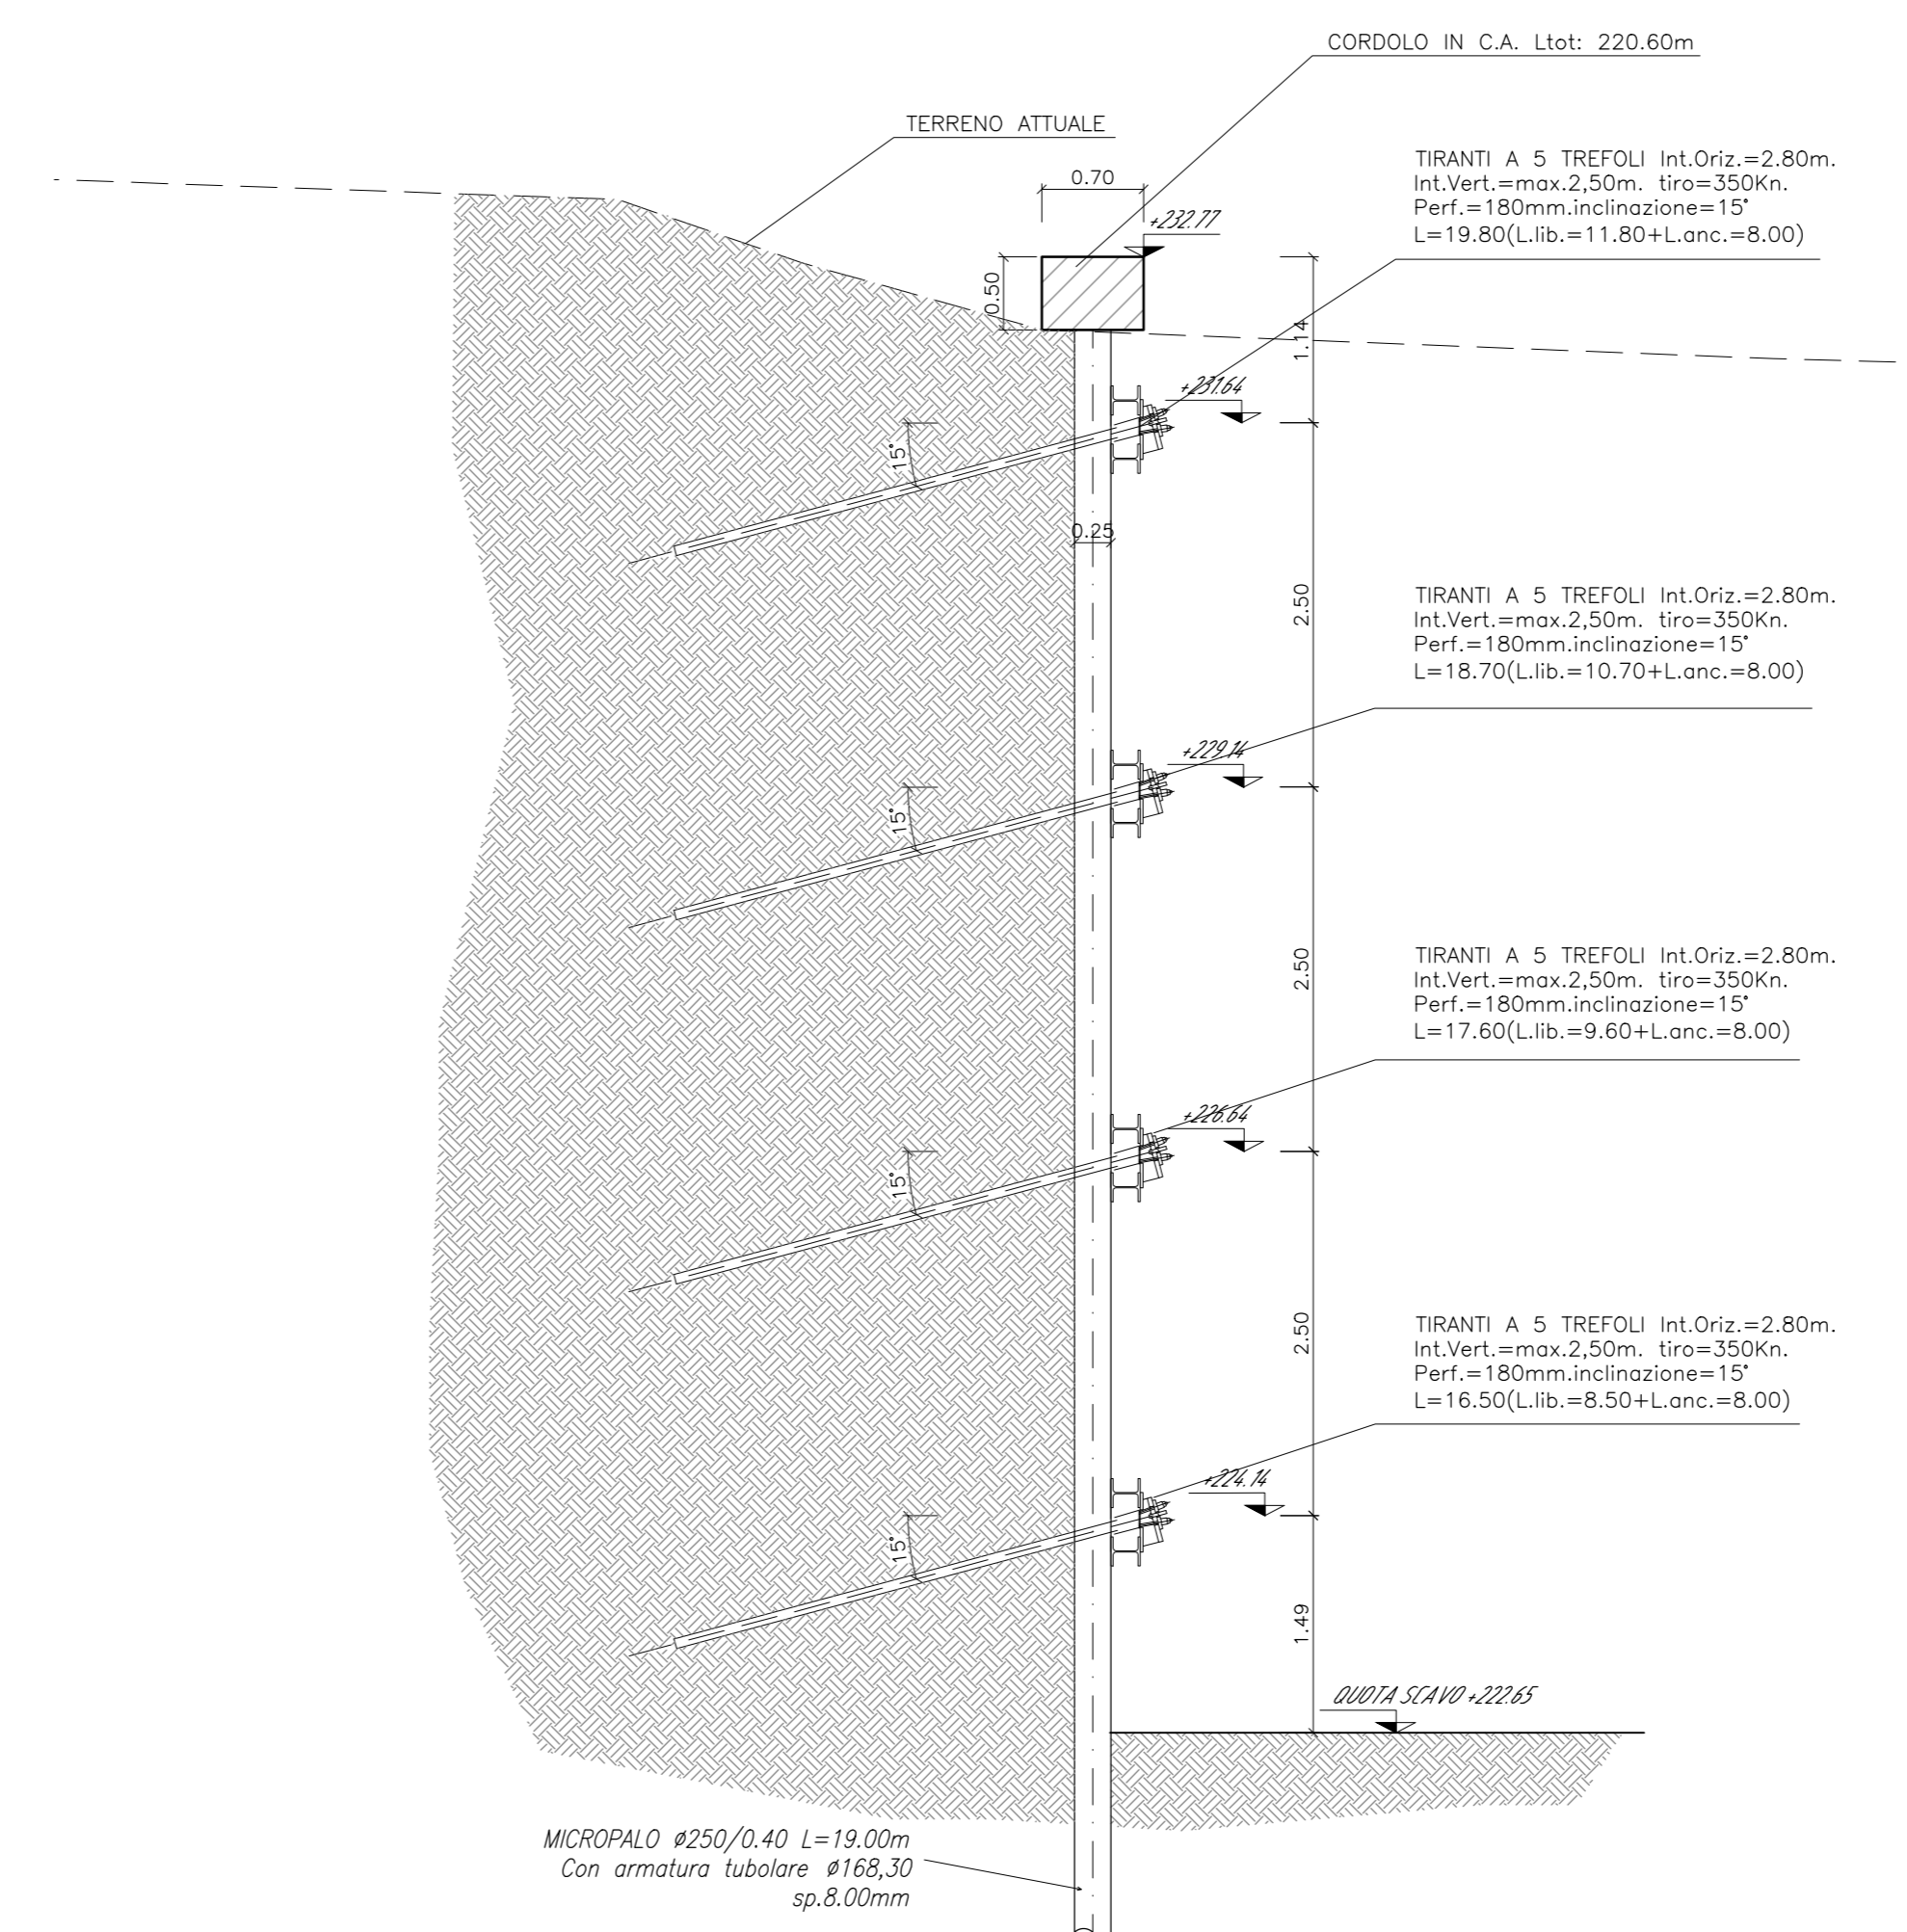 CORDOLO IN C.A. Ltot: 220.60m
TERRENO ATTUALE
TIRANTI A 5 TREFOLI Int.Oriz.=2.80m.
Int.Vert.=max.2,50m. tiro=350Kn.
Perf.=180mm.inclinazione=15°
L=19.80(L.lib.=11.80+L.anc.=8.00)
0.70
+232.77
0.50
1.14
+231.64
15°
0.25
2.50
TIRANTI A 5 TREFOLI Int.Oriz.=2.80m.
Int.Vert.=max.2,50m. tiro=350Kn.
Perf.=180mm.inclinazione=15°
L=18.70(L.lib.=10.70+L.anc.=8.00)
+229.14
15°
2.50
TIRANTI A 5 TREFOLI Int.Oriz.=2.80m.
Int.Vert.=max.2,50m. tiro=350Kn.
Perf.=180mm.inclinazione=15°
L=17.60(L.lib.=9.60+L.anc.=8.00)
+226.64
15°
2.50
TIRANTI A 5 TREFOLI Int.Oriz.=2.80m.
Int.Vert.=max.2,50m. tiro=350Kn.
Perf.=180mm.inclinazione=15°
L=16.50(L.lib.=8.50+L.anc.=8.00)
+224.14
15°
1.49
QUOTA SCAVO +222.65
MICROPALO ø250/0.40 L=19.00m
Con armatura tubolare ø168,30
sp.8.00mm